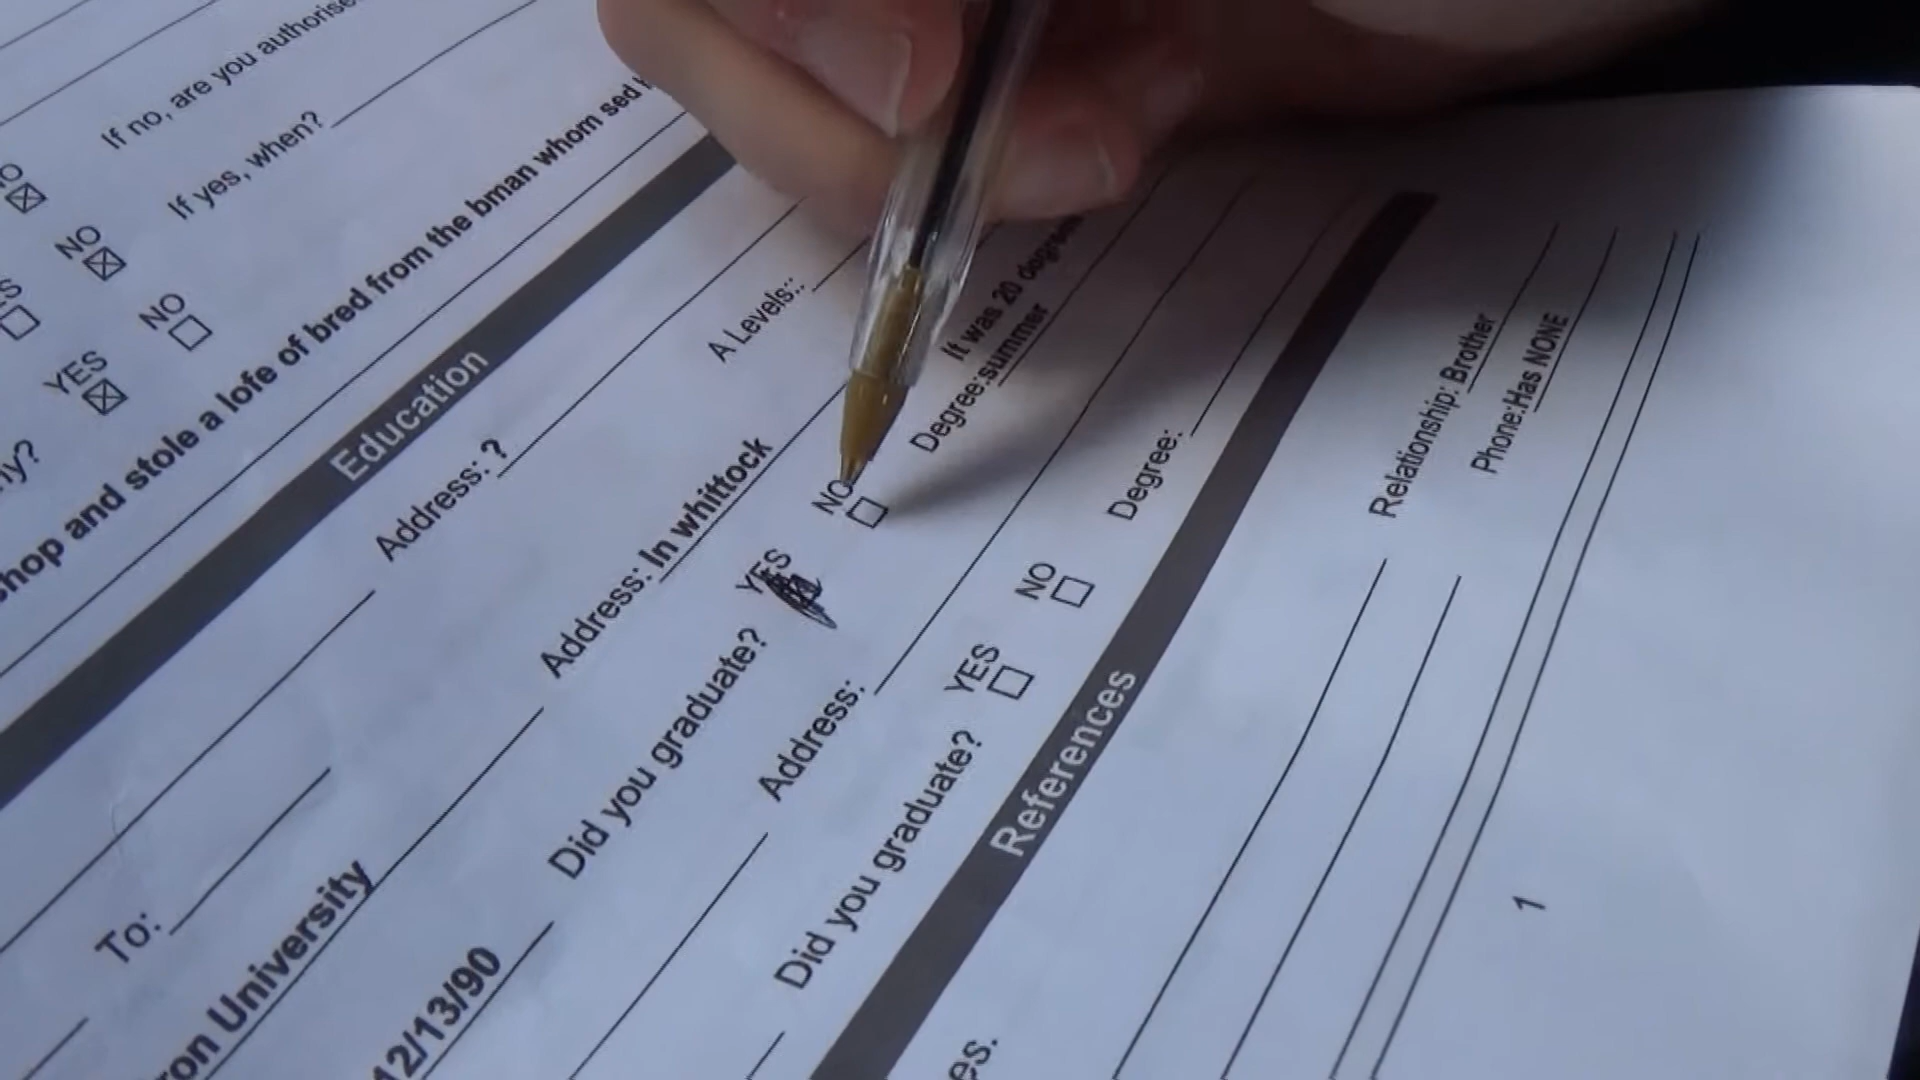 NO If no, are you authorise
NO If yes, when?
YES NO
hop and stole a lofe of bred from the bman whom sed
Education
Address: ?
To: A Levels:.
ron University Address: In whittock
12/13/90 Did you graduate? YES NO Degree:summer It was 20 degrees
Address:
Did you graduate? YES NO Degree:
References
es.
Relationship: Brother
Phone:Has NONE
1